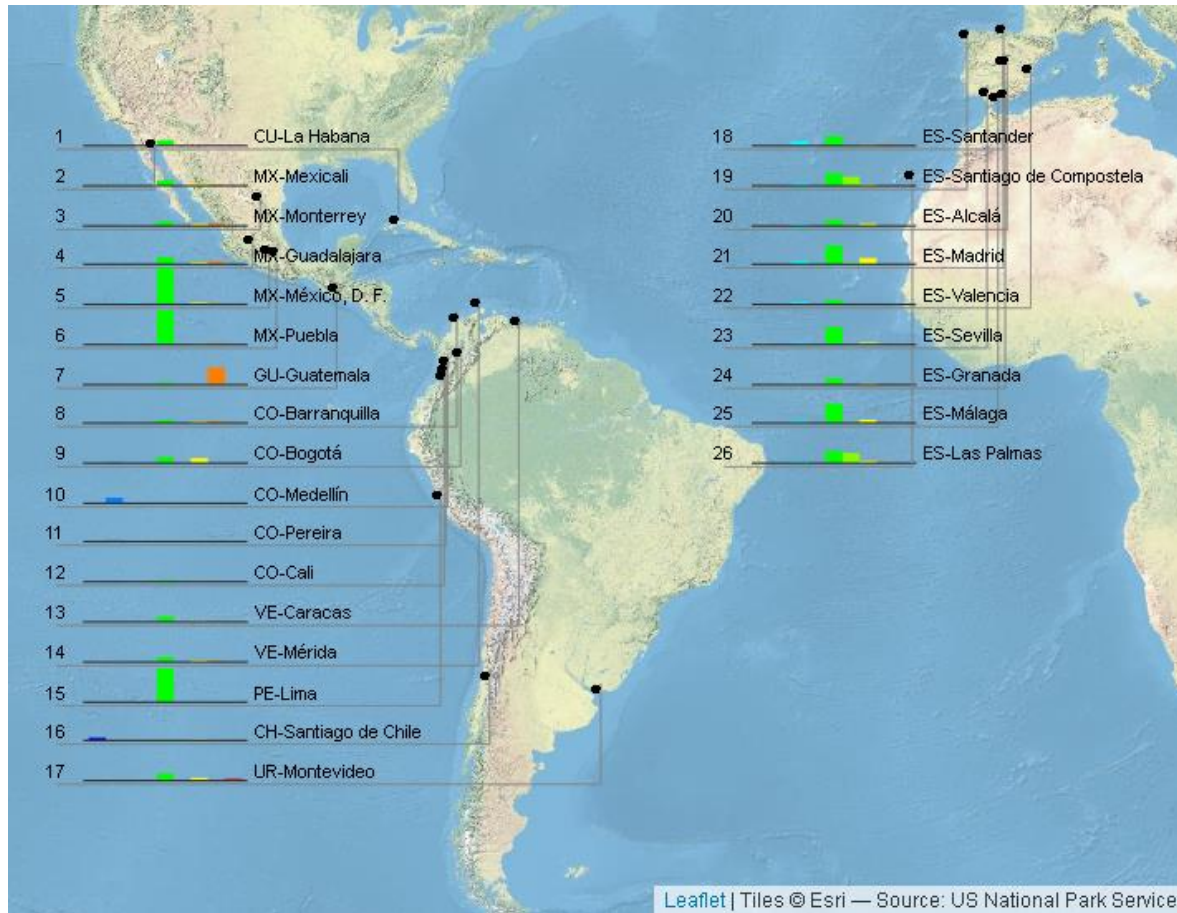 1 CU-La Habana
2 MX-Mexicali
3 MX-Monterrey
4 MX-Guadalajara
5 MX-México, D. F.
6 MX-Puebla
7 GU-Guatemala
8 CO-Barranquilla
9 CO-Bogotá
10 CO-Medellín
11 CO-Pereira
12 CO-Cali
13 VE-Caracas
14 VE-Mérida
15 PE-Lima
16 CH-Santiago de Chile
17 UR-Montevideo
18 ES-Santander
19 ES-Santiago de Compostela
20 ES-Alcalá
21 ES-Madrid
22 ES-Valencia
23 ES-Sevilla
24 ES-Granada
25 ES-Málaga
26 ES-Las Palmas
Leaflet | Tiles © Esri — Source: US National Park Service